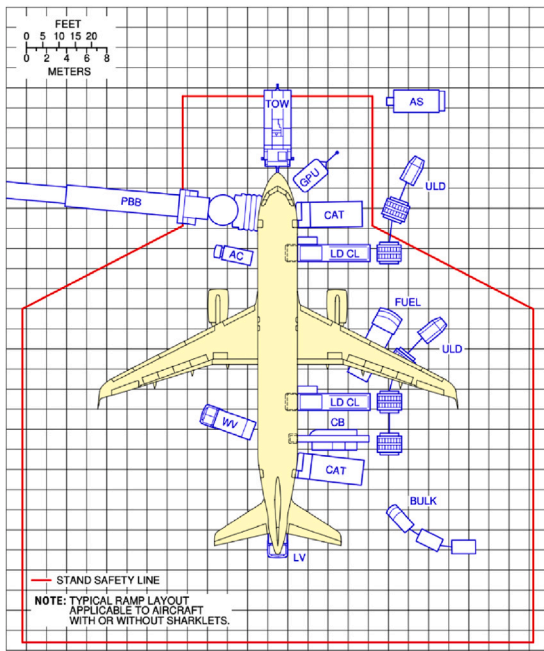 FEET
0 5 10 15 20
0 2 4 6 8
METERS
TOW
AS
GPU
ULD
PBB
CAT
AC
LD CL
FUEL
ULD
LD CL
WV
CB
CAT
BULK
LV
STAND SAFETY LINE
NOTE: TYPICAL RAMP LAYOUT
APPLICABLE TO AIRCRAFT
WITH OR WITHOUT SHARKLETS.